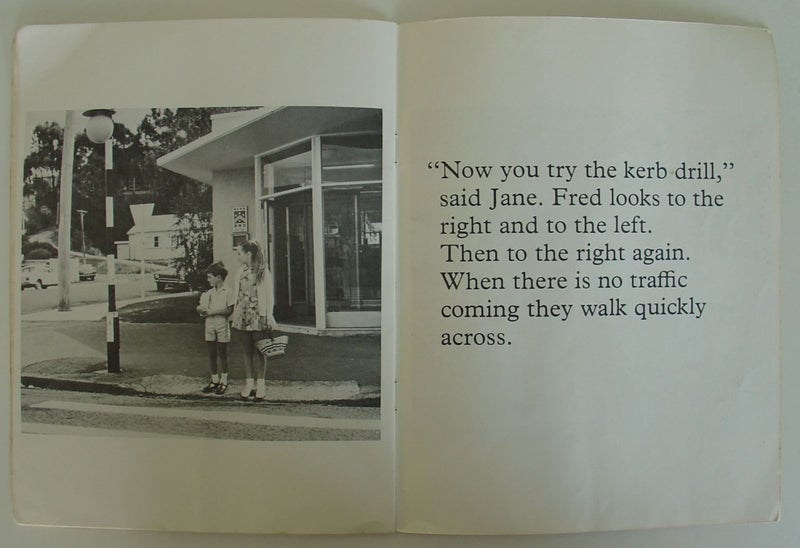 “Now you try the kerb drill,”
said Jane. Fred looks to the
right and to the left.
Then to the right again.
When there is no traffic
coming they walk quickly
across.